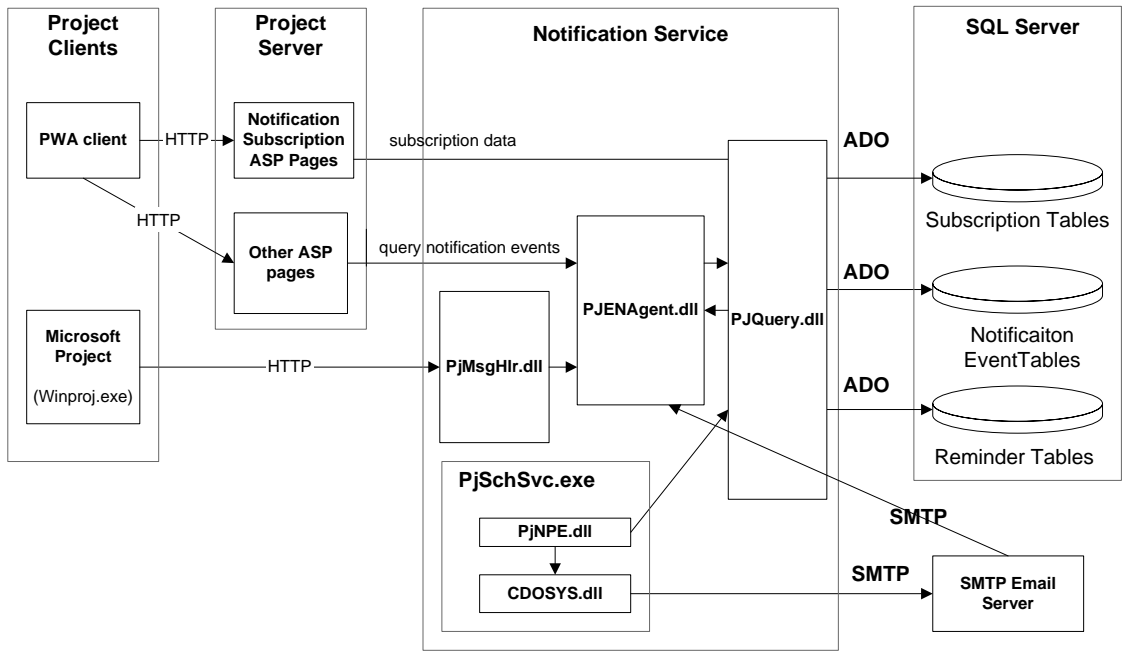 Project
Clients
Project
Server
Notification Service
SQL Server
PWA client
HTTP
Notification
Subscription
ASP Pages
subscription data
ADO
Subscription Tables
HTTP
Other ASP
pages
query notification events
PJENAgent.dll
PJQuery.dll
ADO
Notificaiton
EventTables
Microsoft
Project
(Winproj.exe)
HTTP
PjMsgHlr.dll
ADO
Reminder Tables
PjSchSvc.exe
PjNPE.dll
CDOSYS.dll
SMTP
SMTP
SMTP Email
Server